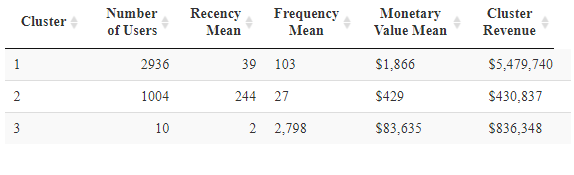 Cluster Number of Users Recency Mean Frequency Mean Monetary Value Mean Cluster Revenue
1 2936 39 103 $1,866 $5,479,740
2 1004 244 27 $429 $430,837
3 10 2 2,798 $83,635 $836,348